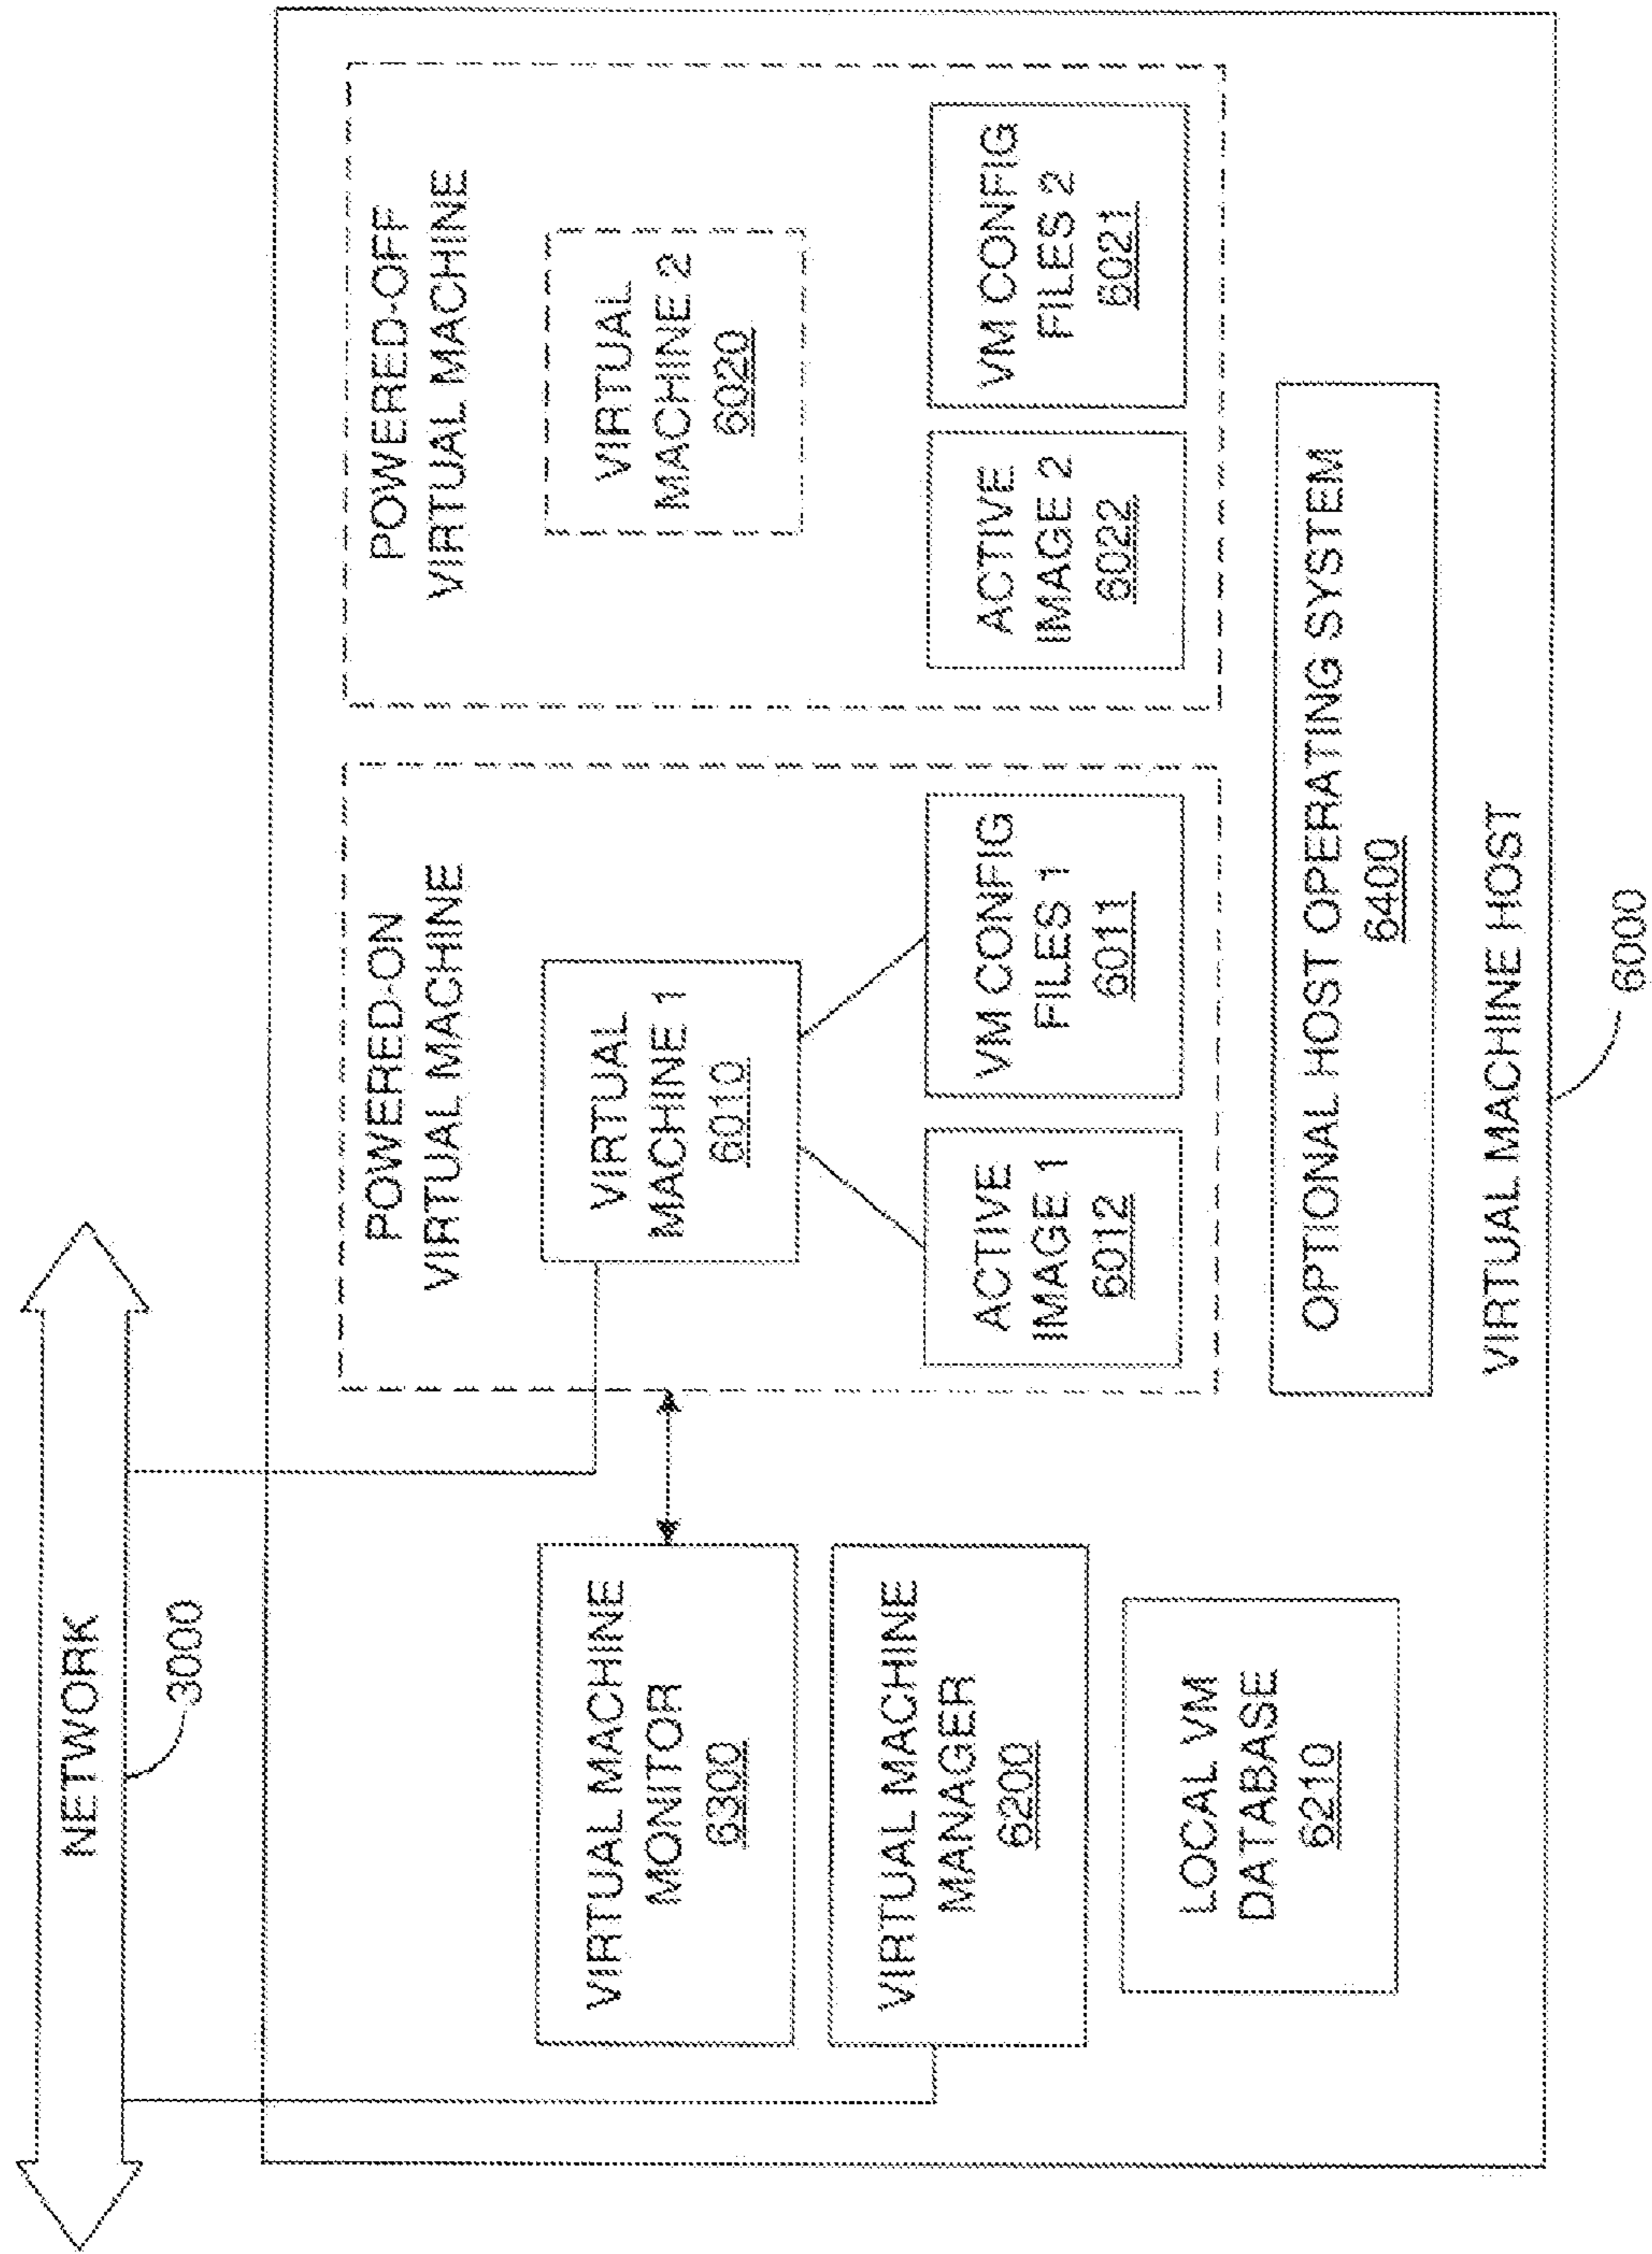 NETWORK
3000
VIRTUAL MACHINE
MONITOR
6300
VIRTUAL MACHINE
MANAGER
6200
LOCAL VM
DATABASE
6210
POWERED-ON
VIRTUAL MACHINE
VIRTUAL
MACHINE 1
6010
ACTIVE
IMAGE 1
6012
VM CONFIG
FILES 1
6011
POWERED-OFF
VIRTUAL MACHINE
VIRTUAL
MACHINE 2
6020
ACTIVE
IMAGE 2
6022
VM CONFIG
FILES 2
6021
OPTIONAL HOST OPERATING SYSTEM
6400
VIRTUAL MACHINE HOST
6000